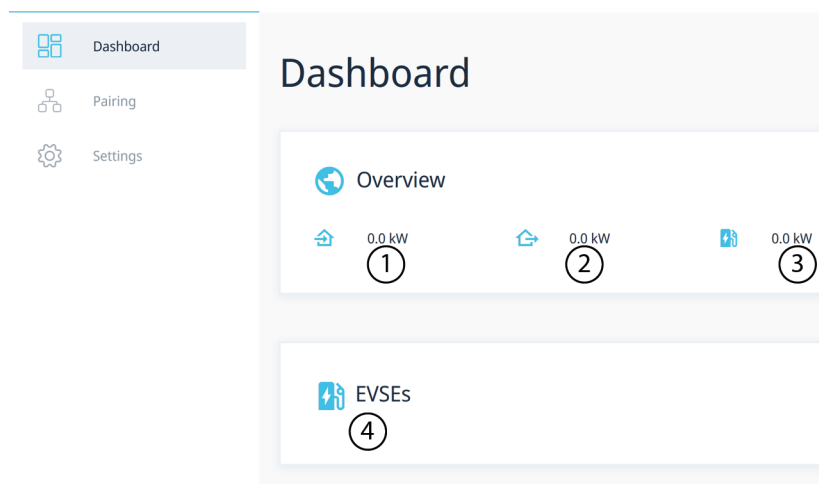 Dashboard
Pairing
Settings
Dashboard
Overview
0.0 kW
0.0 kW
0.0 kW
1
2
3
EVSEs
4